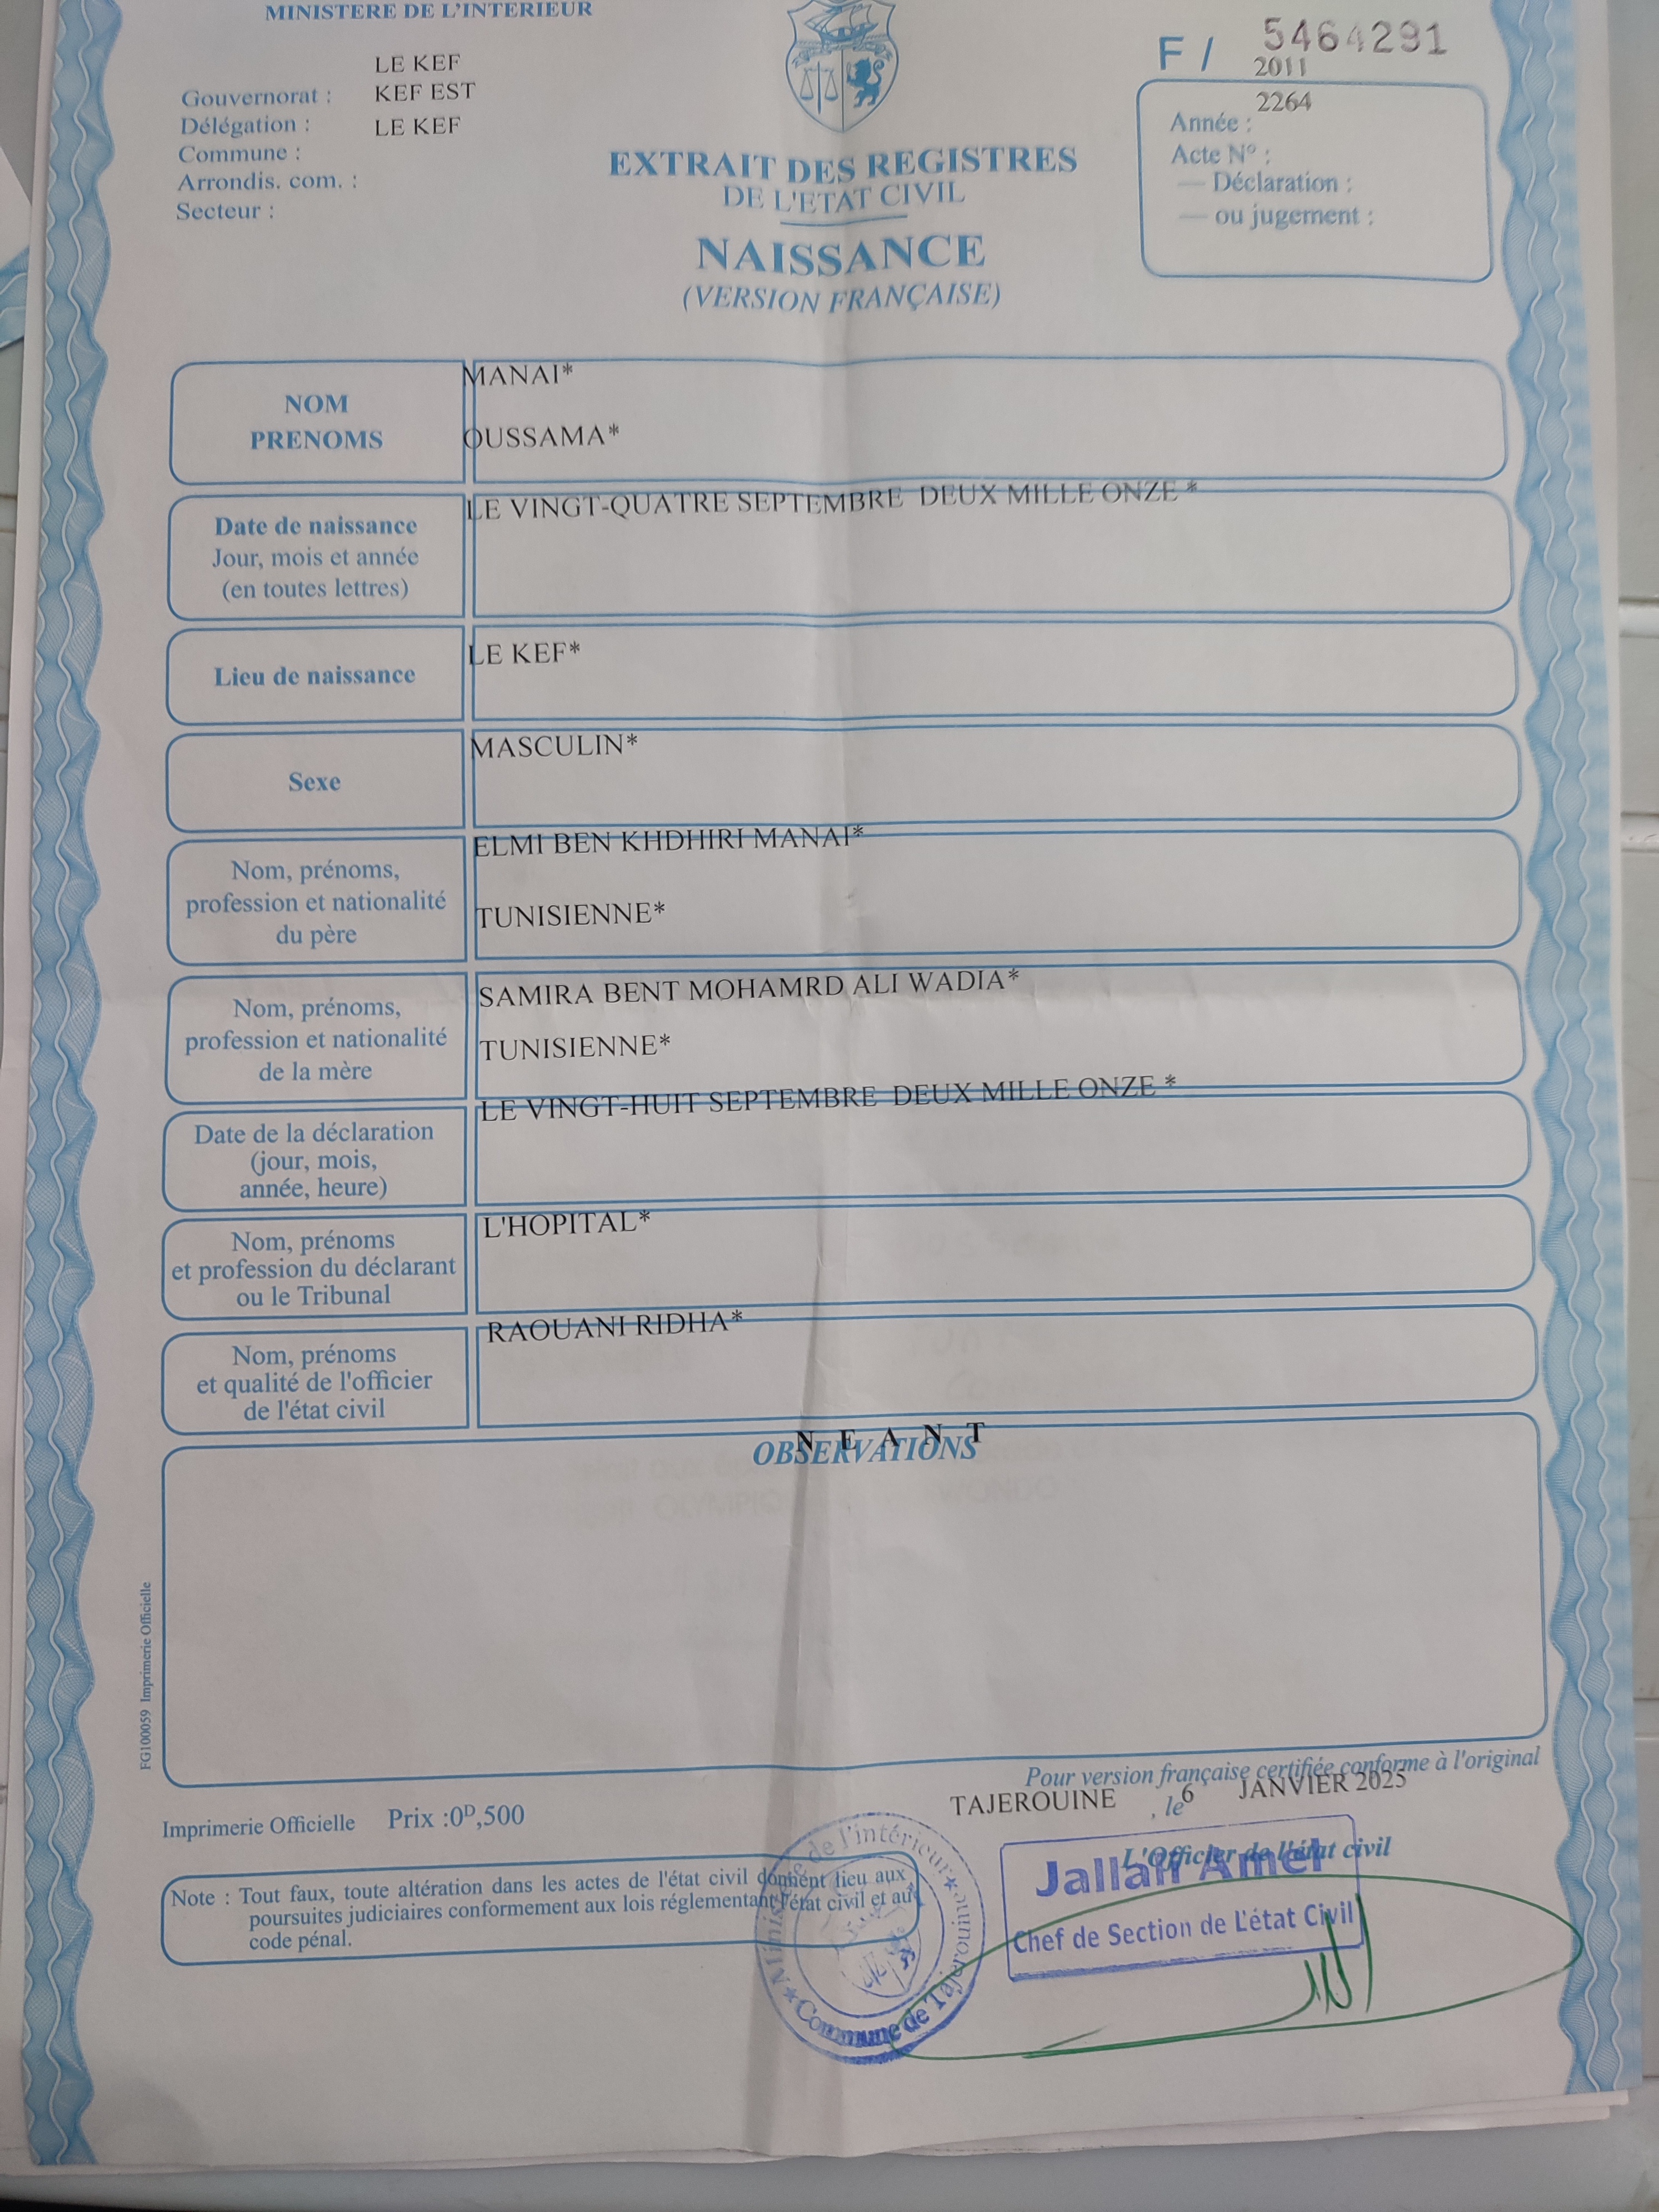 MINISTERE DE L'INTERIEUR
LE KEF
Gouvernorat : KEF EST
Délégation : LE KEF
Commune :
Arrondis. com. :
Secteur :
F / 5464291
2011
2264
Année :
Acte N° :
— Déclaration :
— ou jugement :
EXTRAIT DES REGISTRES
DE L'ETAT CIVIL
NAISSANCE
(VERSION FRANÇAISE)
NOM
PRENOMS
MANAI*
OUSSAMA*
Date de naissance
Jour, mois et année
(en toutes lettres)
LE VINGT-QUATRE SEPTEMBRE DEUX MILLE ONZE *
Lieu de naissance
LE KEF*
Sexe
MASCULIN*
Nom, prénoms,
profession et nationalité
du père
ELMI BEN KHDHIRI MANAI*
TUNISIENNE*
Nom, prénoms,
profession et nationalité
de la mère
SAMIRA BENT MOHAMRD ALI WADIA*
TUNISIENNE*
Date de la déclaration
(jour, mois,
année, heure)
LE VINGT-HUIT SEPTEMBRE DEUX MILLE ONZE *
Nom, prénoms
et profession du déclarant
ou le Tribunal
L'HOPITAL*
Nom, prénoms
et qualité de l'officier
de l'état civil
RAOUANI RIDHA*
N E A N T
OBSERVATIONS
FG100059 Imprimerie Officielle
Pour version française certifiée conforme à l'original
TAJEROUINE , le 6 JANVIER 2025
L'Officier de l'état civil
Imprimerie Officielle Prix :0D,500
Note : Tout faux, toute altération dans les actes de l'état civil donnent lieu aux
poursuites judiciaires conformement aux lois réglementant l'état civil et au
code pénal.
Ministère de l'intérieur
Commune de Tajerouine
Amel
Chef de Section de L'état Civil